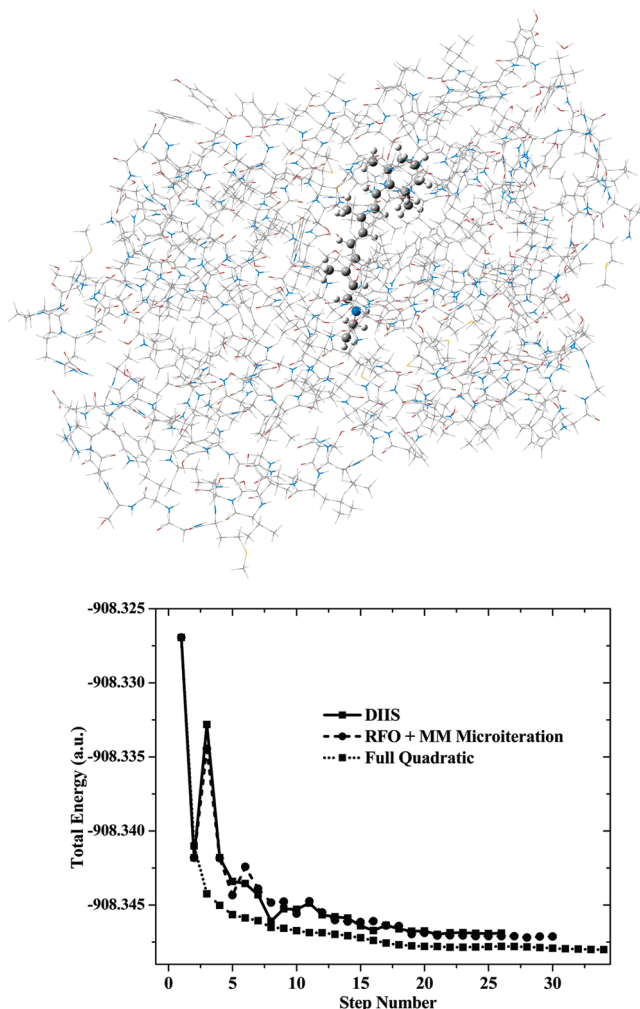 -908.325
-908.330
-908.335
-908.340
-908.345
Total Energy (a.u.)
DIIS
RFO + MM Microiteration
Full Quadratic
0 5 10 15 20 25 30
Step Number